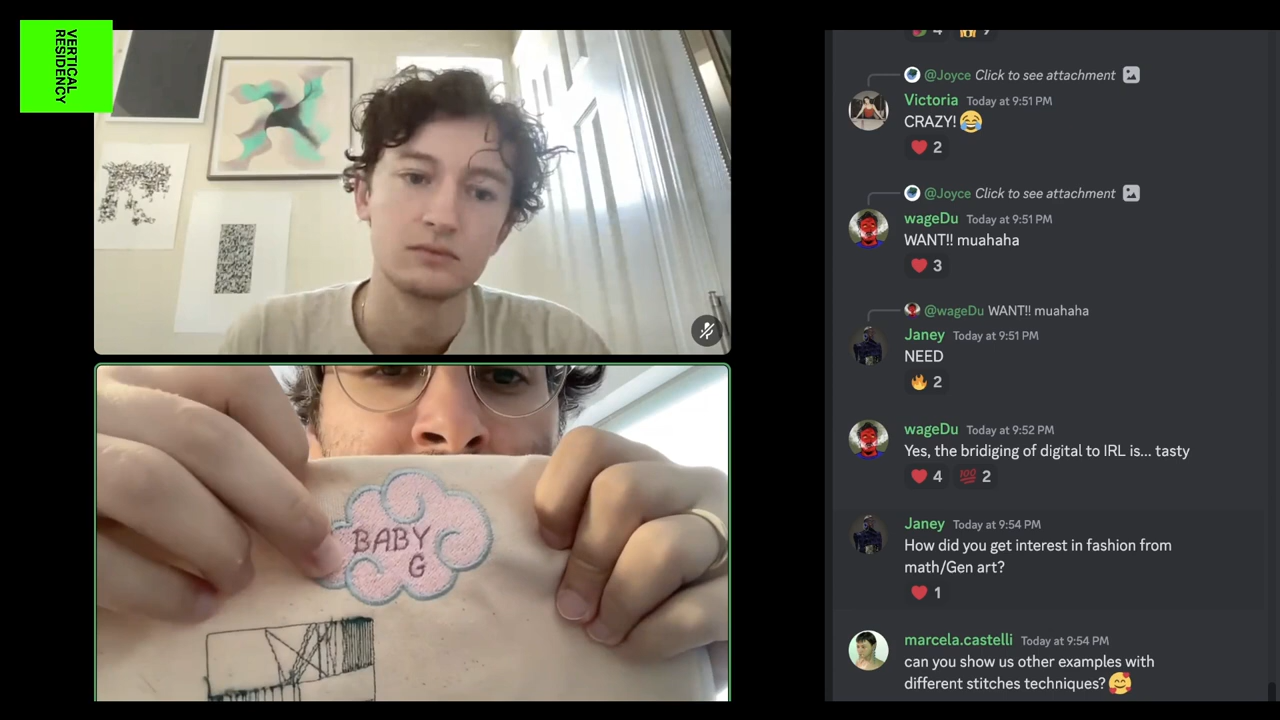 VERTICAL
RESIDENCY
BABY
G
4 9
@Joyce Click to see attachment
Victoria Today at 9:51 PM
CRAZY! 😂
❤️ 2
@Joyce Click to see attachment
wageDu Today at 9:51 PM
WANT!! muahaha
❤️ 3
@wageDu WANT!! muahaha
Janey Today at 9:51 PM
NEED
🔥 2
wageDu Today at 9:52 PM
Yes, the bridiging of digital to IRL is... tasty
❤️ 4 💯 2
Janey Today at 9:54 PM
How did you get interest in fashion from
math/Gen art?
❤️ 1
marcela.castelli Today at 9:54 PM
can you show us other examples with
different stitches techniques? 🥰